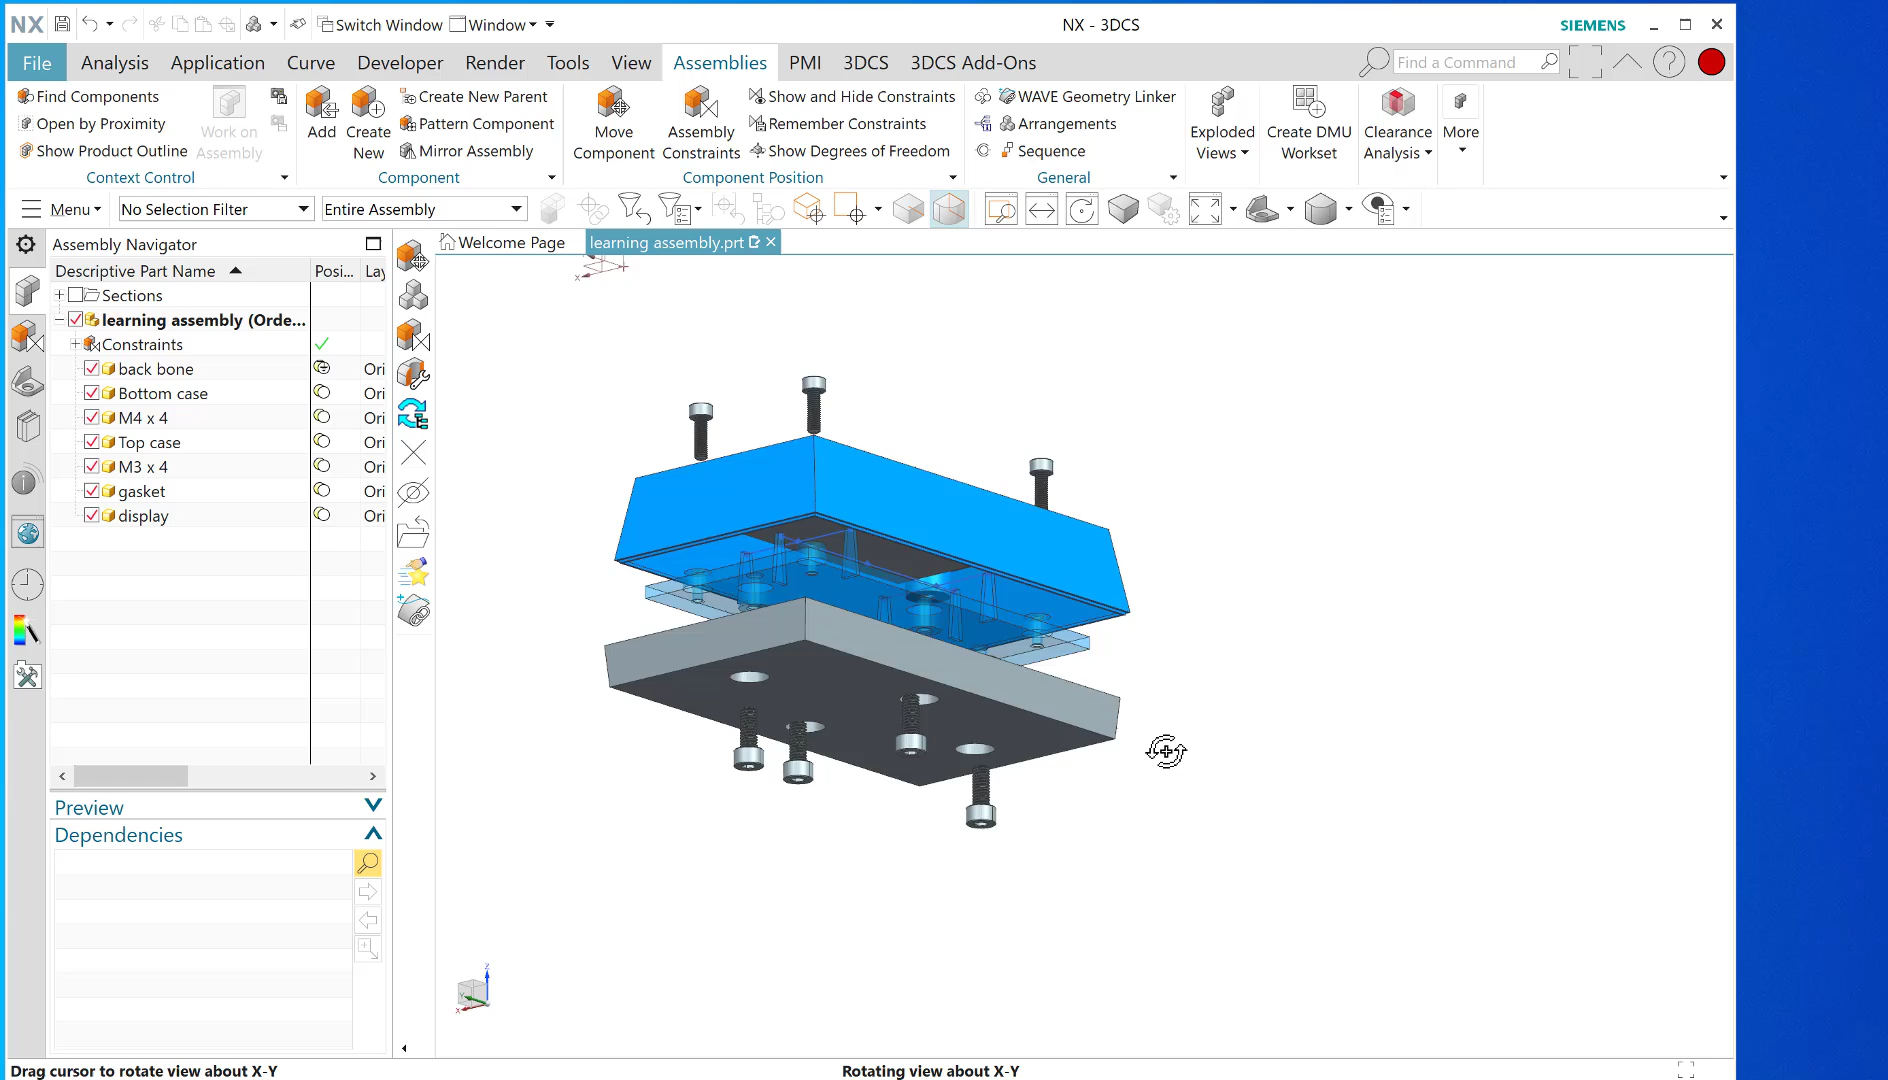 NX Switch Window Window NX - 3DCS SIEMENS
File Analysis Application Curve Developer Render Tools View Assemblies PMI 3DCS 3DCS Add-Ons Find a Command
Find Components
Open by Proximity
Show Product Outline
Work on
Assembly
Context Control
Add
Create
New
Create New Parent
Pattern Component
Mirror Assembly
Component
Move
Component
Assembly
Constraints
Show and Hide Constraints
Remember Constraints
Show Degrees of Freedom
Component Position
WAVE Geometry Linker
Arrangements
Sequence
General
Exploded
Views
Create DMU
Workset
Clearance
Analysis
More
Menu No Selection Filter Entire Assembly
Assembly Navigator
Welcome Page learning assembly.prt
Descriptive Part Name Posi... Lay
Sections
learning assembly (Orde...
Constraints
back bone Ori
Bottom case Ori
M4 x 4 Ori
Top case Ori
M3 x 4 Ori
gasket Ori
display Ori
Preview
Dependencies
X
Z
Y
X
Drag cursor to rotate view about X-Y Rotating view about X-Y